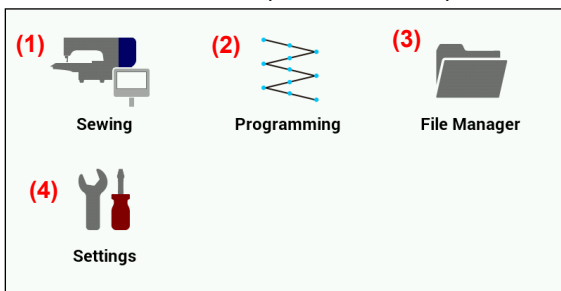 (1)
(2)
(3)
Sewing
Programming
File Manager
(4)
Settings